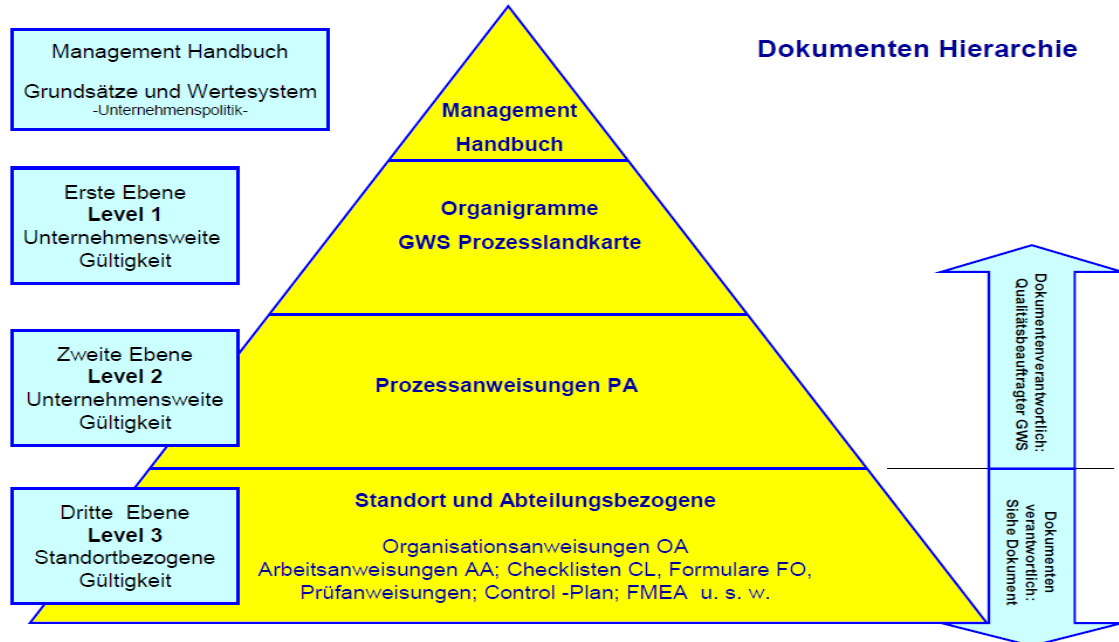 Dokumenten Hierarchie
Management Handbuch
Grundsätze und Wertesystem
-Unternehmenspolitik-
Management
Handbuch
Erste Ebene
Level 1
Unternehmensweite
Gültigkeit
Organigramme
GWS Prozesslandkarte
Zweite Ebene
Level 2
Unternehmensweite
Gültigkeit
Prozessanweisungen PA
Dokumentenverantwortlich:
Qualitätsbeauftragter GWS
Dritte Ebene
Level 3
Standortbezogene
Gültigkeit
Standort und Abteilungsbezogene
Organisationsanweisungen OA
Arbeitsanweisungen AA; Checklisten CL, Formulare FO,
Prüfanweisungen; Control -Plan; FMEA u. s. w.
Dokumenten
verantwortlich:
Siehe Dokument